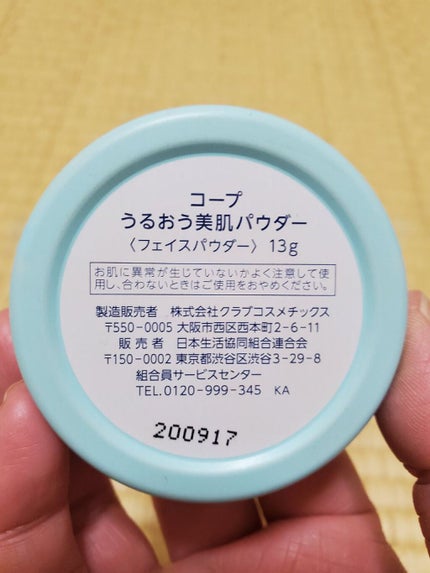 コープ
うるおう美肌パウダー
〈フェイスパウダー〉 13g
お肌に異常が生じていないかよく注意して使
用し、合わないときはご使用をおやめください。
製造販売者 株式会社クラブコスメチックス
〒550-0005 大阪市西区西本町2-6-11
販売者 日本生活協同組合連合会
〒150-0002 東京都渋谷区渋谷3-29-8
組合員サービスセンター
TEL.0120-999-345 KA
200917